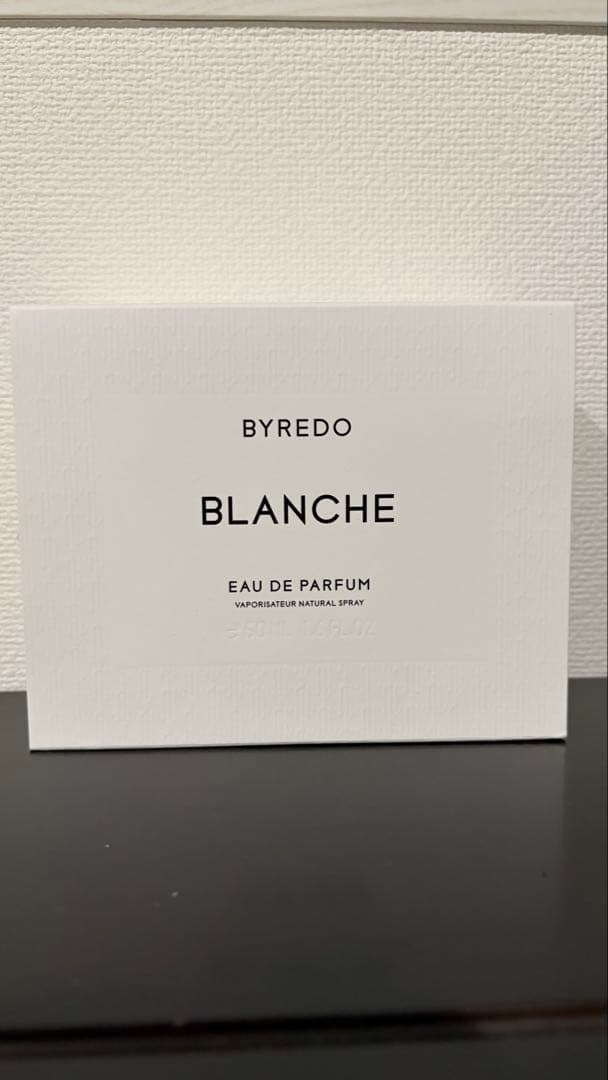 BYREDO
BLANCHE
EAU DE PARFUM
VAPORISATEUR NATURAL SPRAY